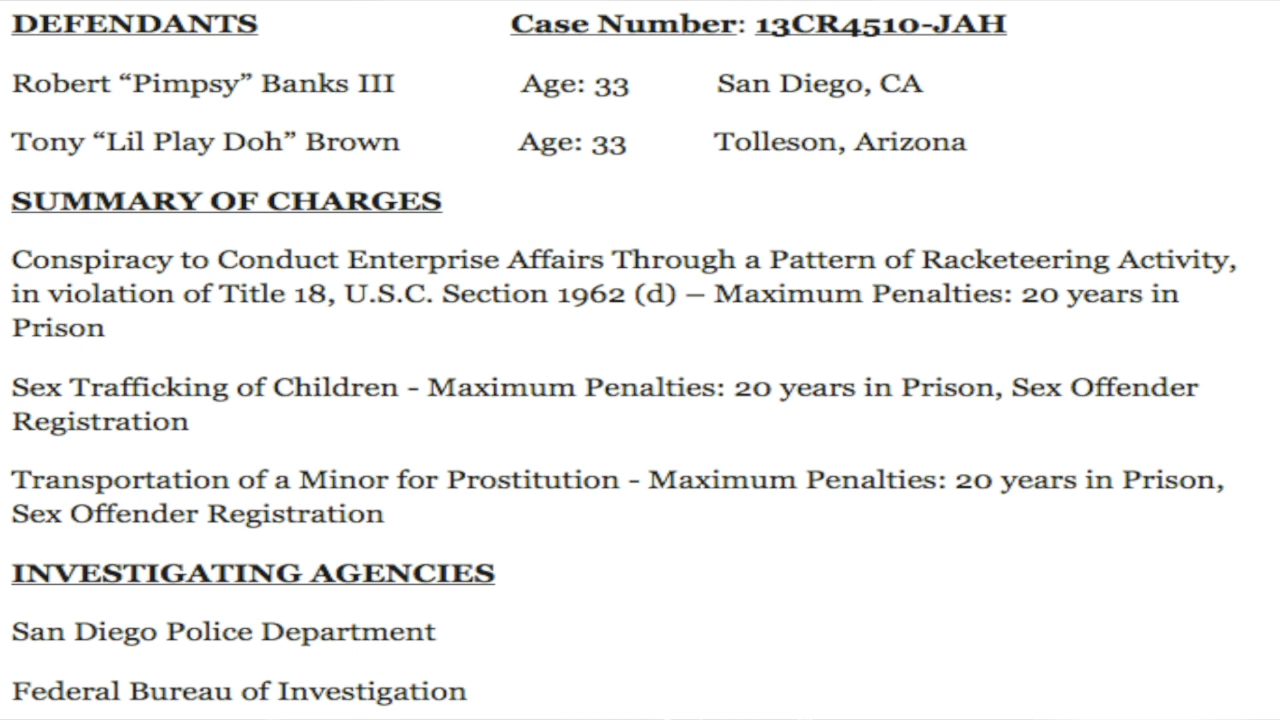 DEFENDANTS Case Number: 13CR4510-JAH
Robert “Pimpsy” Banks III Age: 33 San Diego, CA
Tony “Lil Play Doh” Brown Age: 33 Tolleson, Arizona
SUMMARY OF CHARGES
Conspiracy to Conduct Enterprise Affairs Through a Pattern of Racketeering Activity,
in violation of Title 18, U.S.C. Section 1962 (d) – Maximum Penalties: 20 years in
Prison
Sex Trafficking of Children - Maximum Penalties: 20 years in Prison, Sex Offender
Registration
Transportation of a Minor for Prostitution - Maximum Penalties: 20 years in Prison,
Sex Offender Registration
INVESTIGATING AGENCIES
San Diego Police Department
Federal Bureau of Investigation